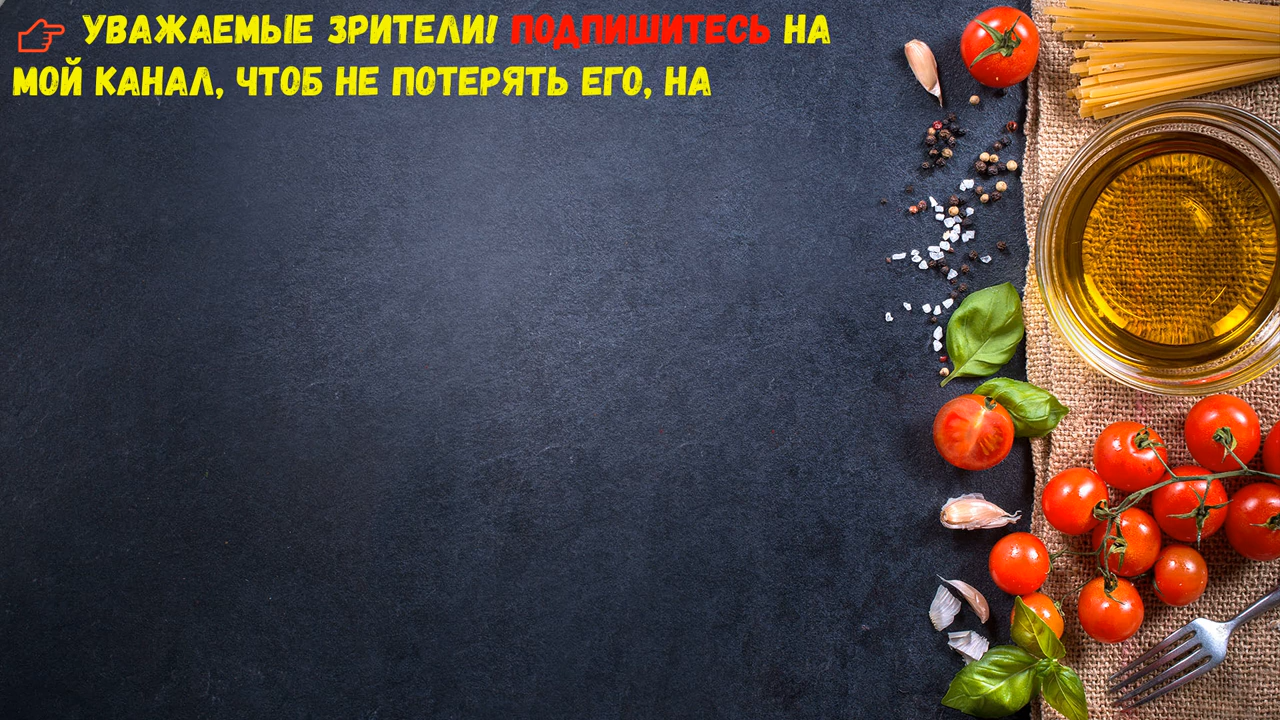 👉 УВАЖАЕМЫЕ ЗРИТЕЛИ! ПОДПИШИТЕСЬ НА
МОЙ КАНАЛ, ЧТОБ НЕ ПОТЕРЯТЬ ЕГО, НА